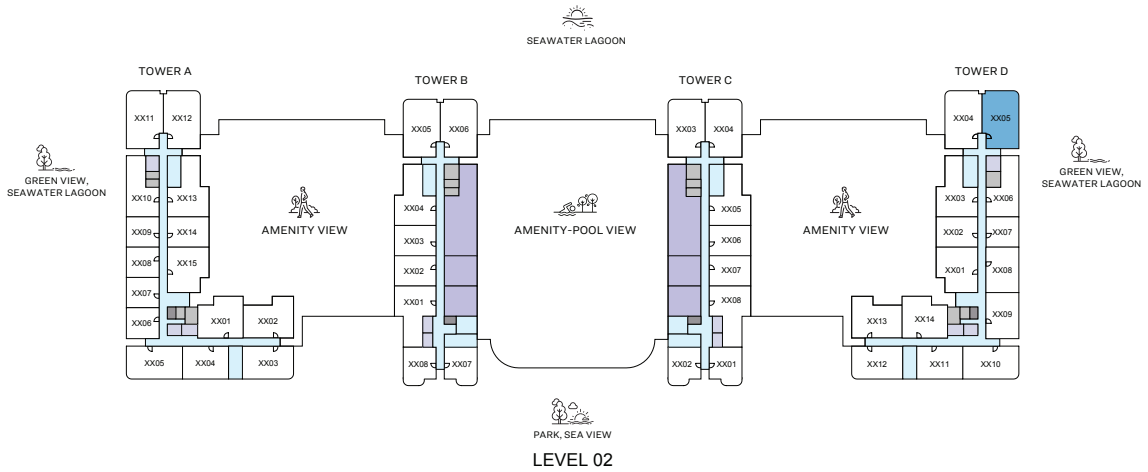 SEAWATER LAGOON
TOWER A
TOWER B
TOWER C
TOWER D
XX11 XX12
XX05 XX06
XX03 XX04
XX04 XX05
GREEN VIEW,
SEAWATER LAGOON
GREEN VIEW,
SEAWATER LAGOON
XX10 XX13
XX04
XX05
XX03 XX06
AMENITY VIEW
AMENITY-POOL VIEW
AMENITY VIEW
XX09 XX14
XX03
XX06
XX02 XX07
XX08 XX15
XX02
XX07
XX01 XX08
XX07
XX01
XX08
XX06 XX01 XX02
XX13 XX14 XX09
XX05 XX04 XX03
XX08 XX07
XX02 XX01
XX12 XX11 XX10
PARK, SEA VIEW
LEVEL 02